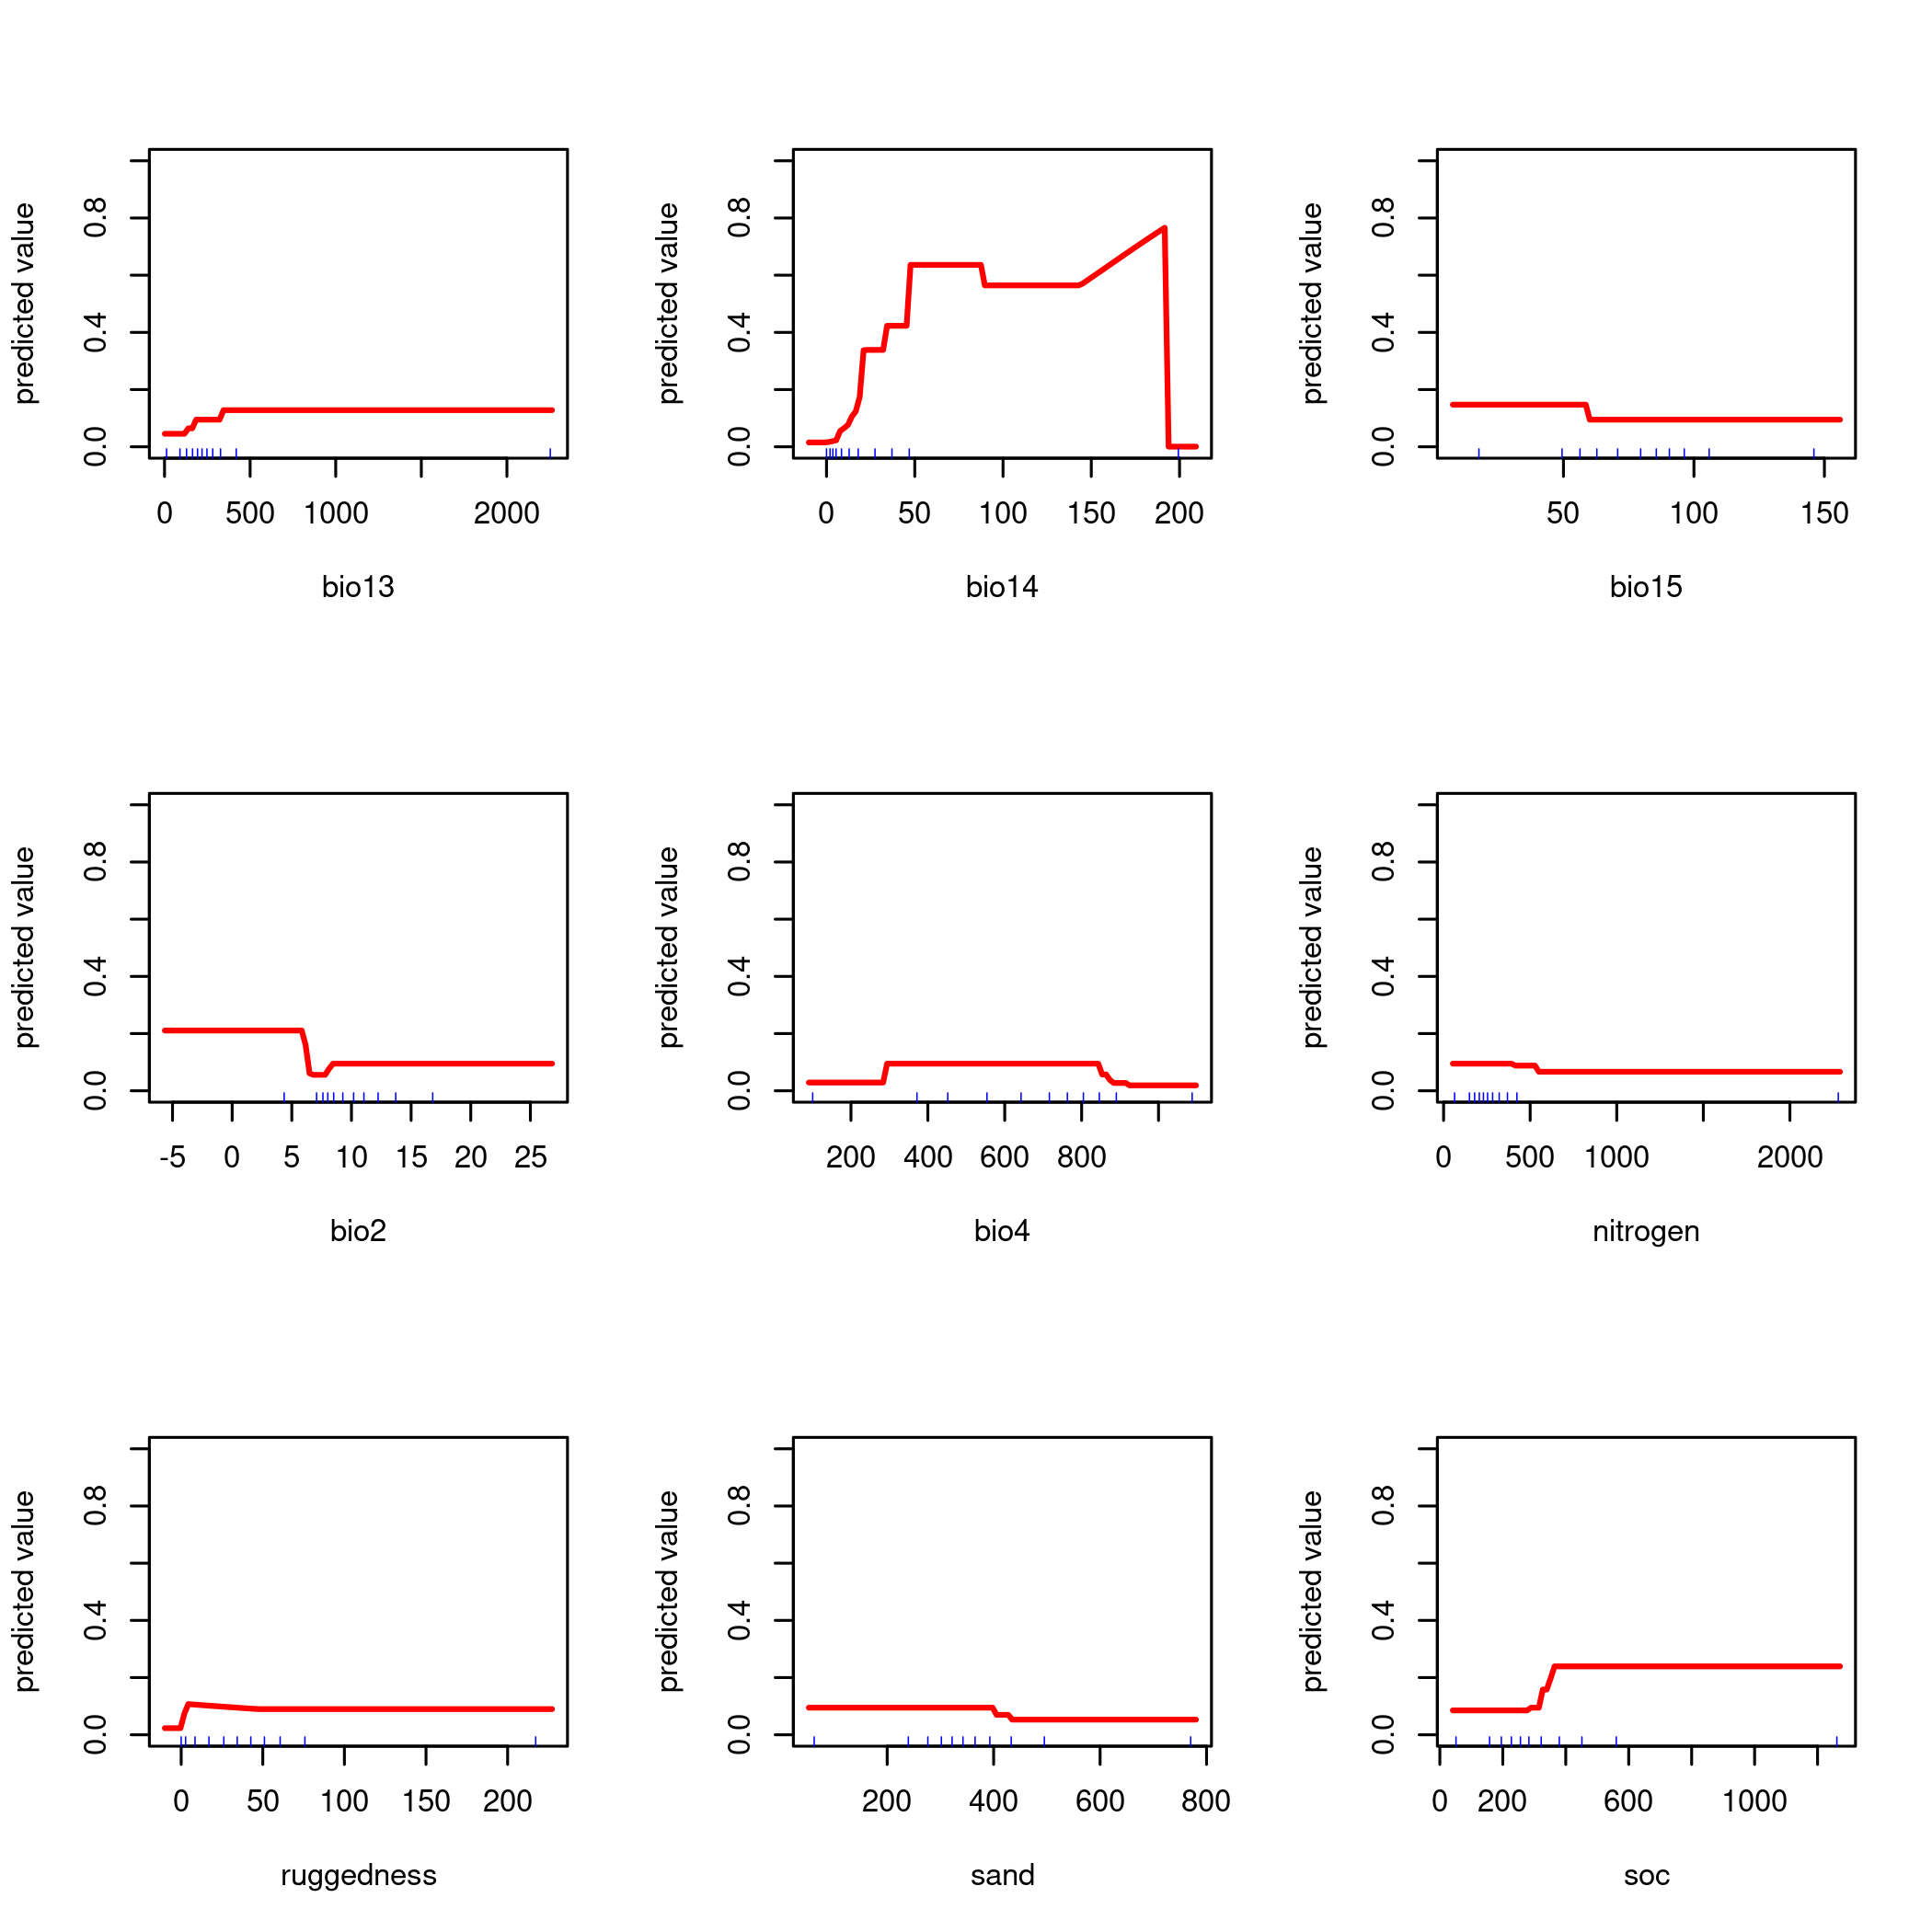 predicted value
0.0 0.4 0.8
0 500 1000 2000
bio13
predicted value
0.0 0.4 0.8
0 50 100 150 200
bio14
predicted value
0.0 0.4 0.8
50 100 150
bio15
predicted value
0.0 0.4 0.8
-5 0 5 10 15 20 25
bio2
predicted value
0.0 0.4 0.8
200 400 600 800
bio4
predicted value
0.0 0.4 0.8
0 500 1000 2000
nitrogen
predicted value
0.0 0.4 0.8
0 50 100 150 200
ruggedness
predicted value
0.0 0.4 0.8
200 400 600 800
sand
predicted value
0.0 0.4 0.8
0 200 600 1000
soc